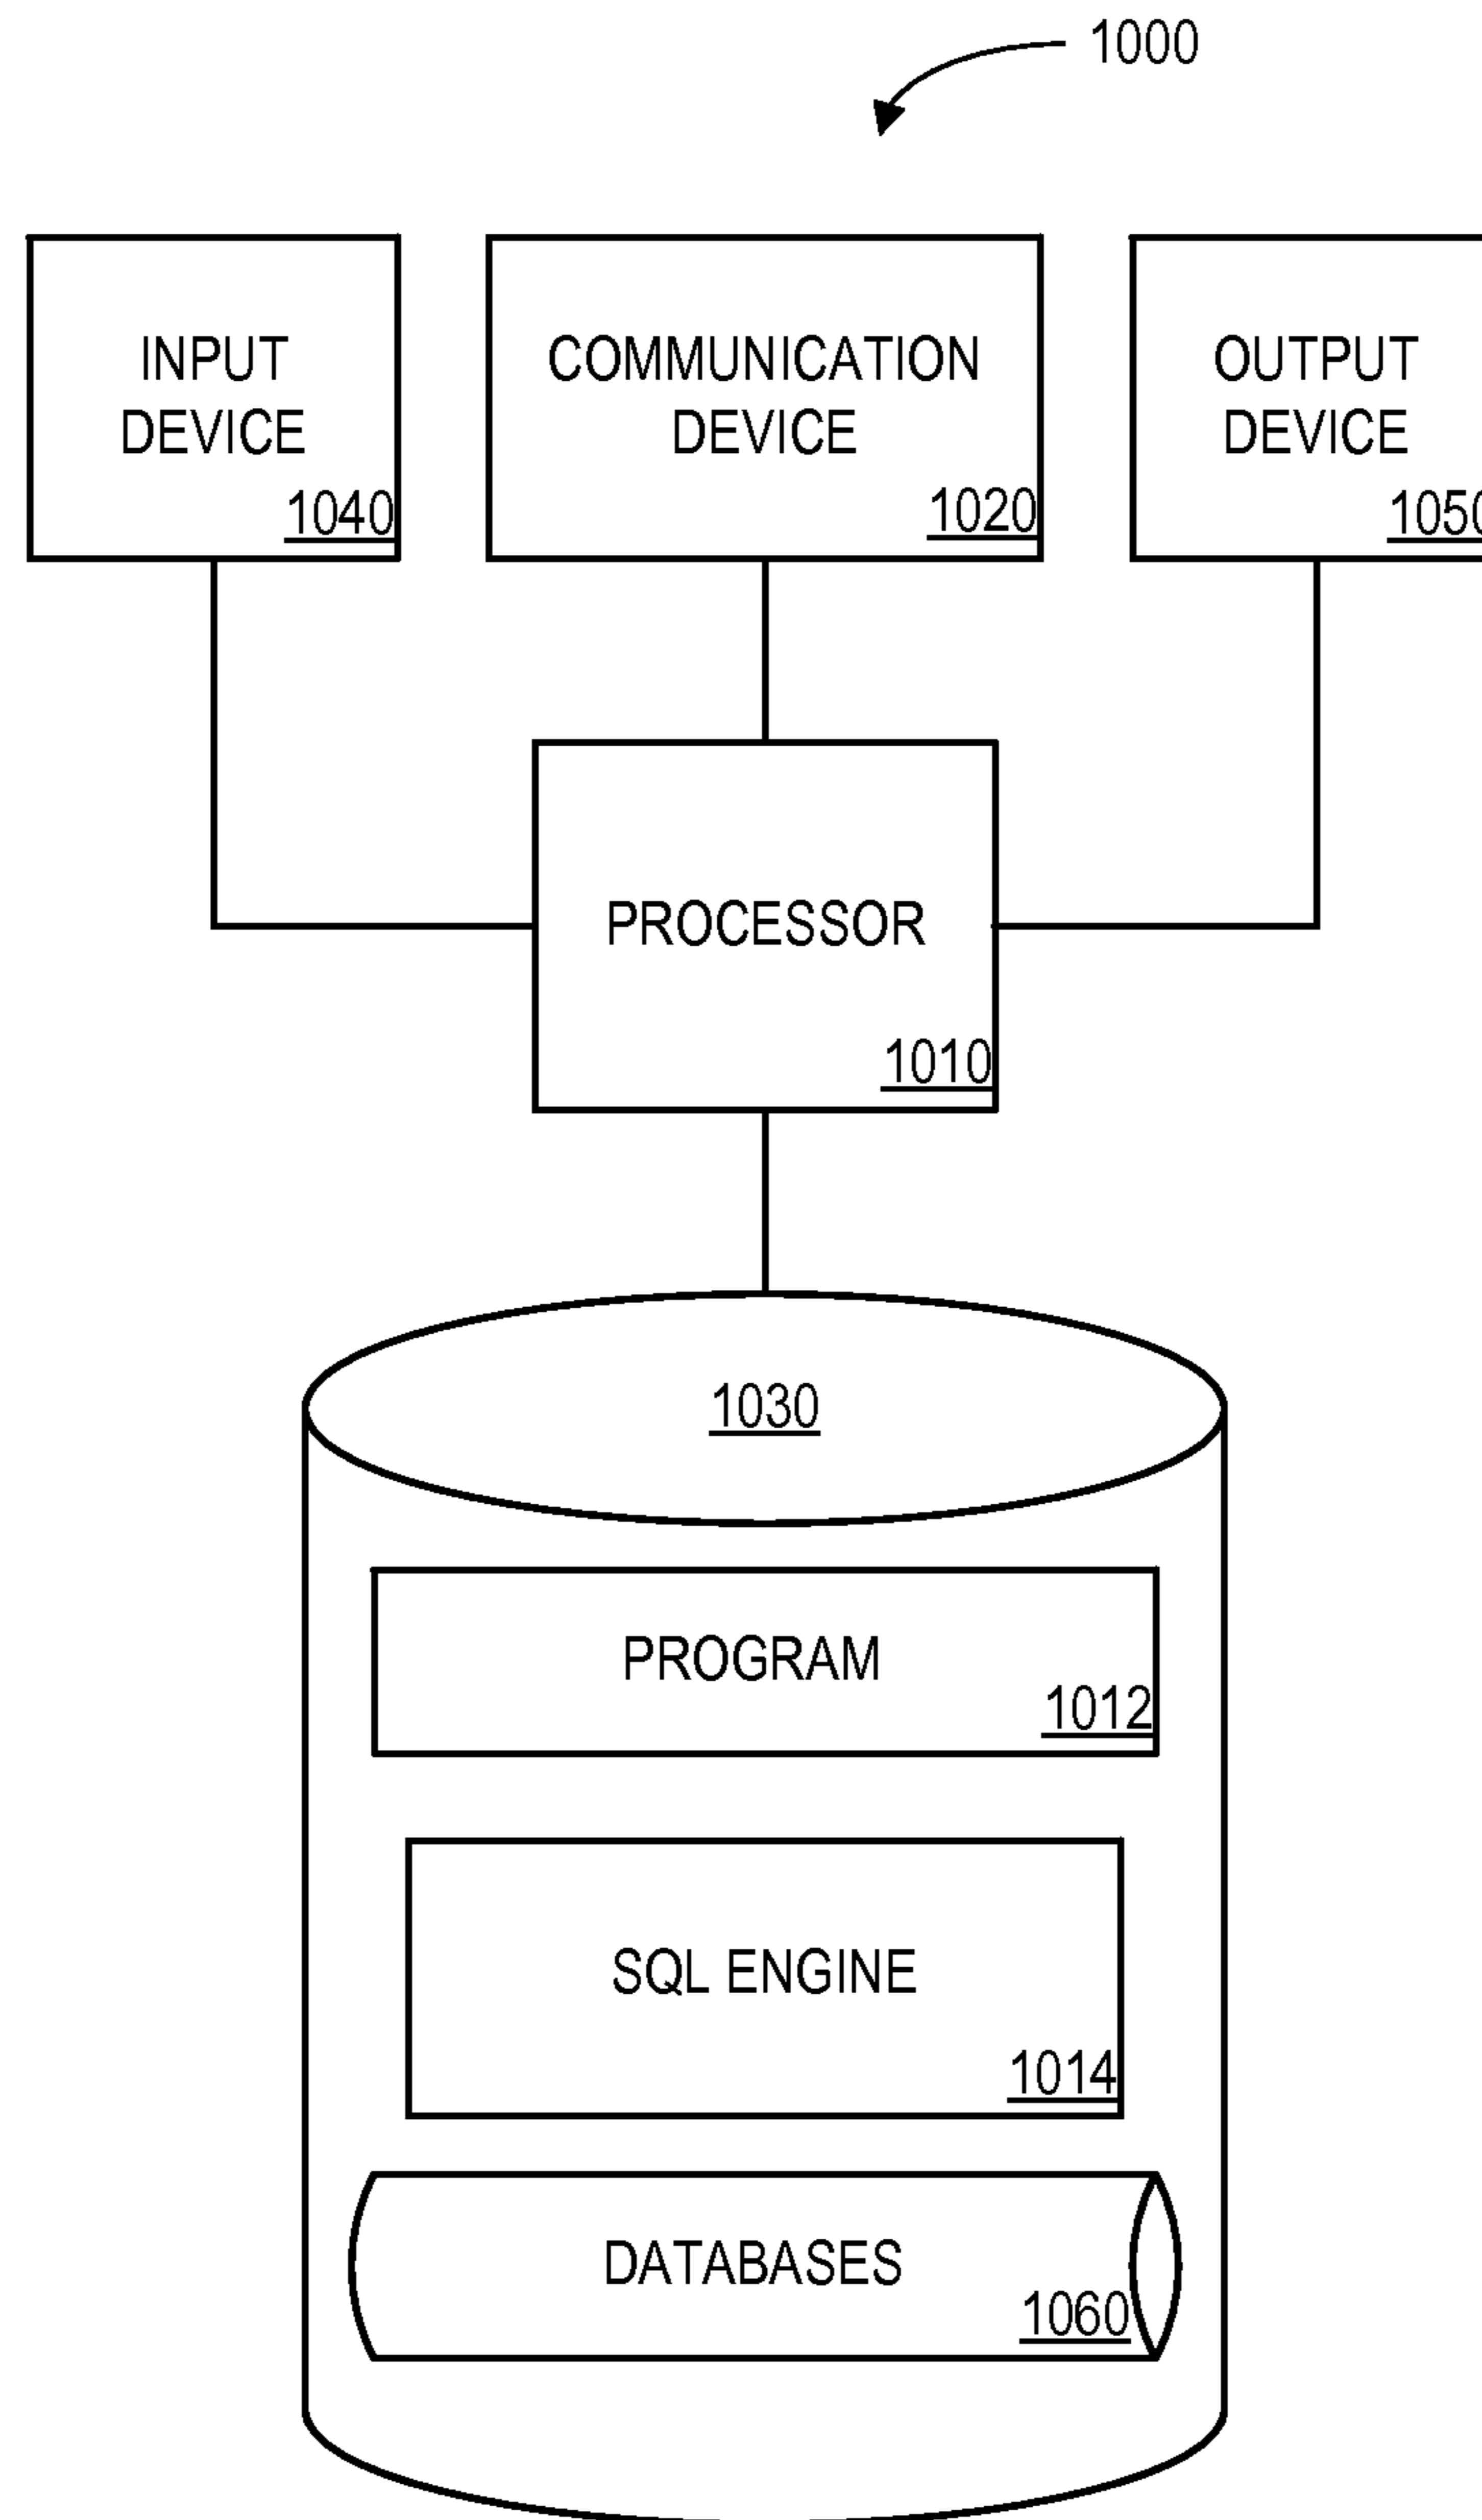 1000
INPUT
DEVICE
1040
COMMUNICATION
DEVICE
1020
OUTPUT
DEVICE
1050
PROCESSOR
1010
1030
PROGRAM
1012
SQL ENGINE
1014
DATABASES
1060